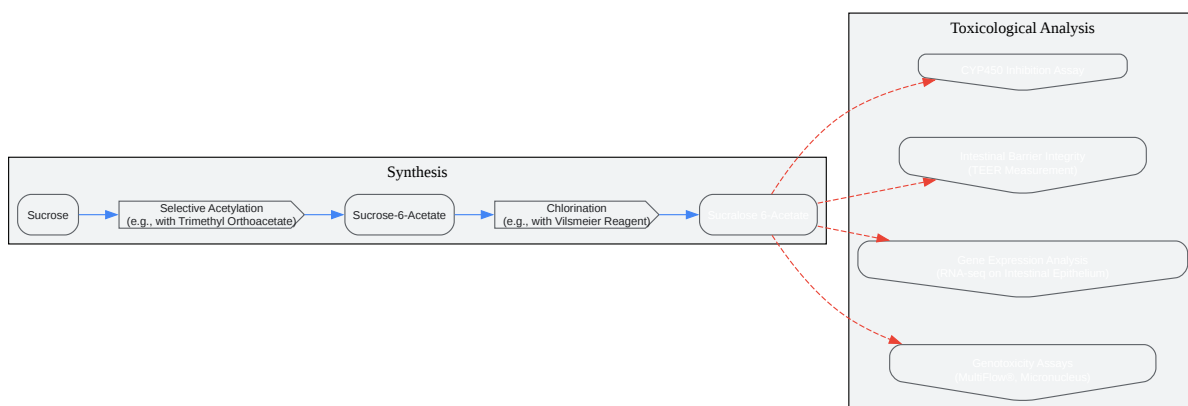 Toxicological Analysis
CYP450 Inhibition Assay
Intestinal Barrier Integrity
(TEER Measurement)
Synthesis
Sucrose
Selective Acetylation
(e.g., with Trimethyl Orthoacetate)
Sucrose-6-Acetate
Chlorination
(e.g., with Vilsmeier Reagent)
Sucralose-6-Acetate
Gene Expression Analysis
(RNA-seq on Intestinal Epithelium)
Genotoxicity Assays
(MultiFlow®, Micronucleus)